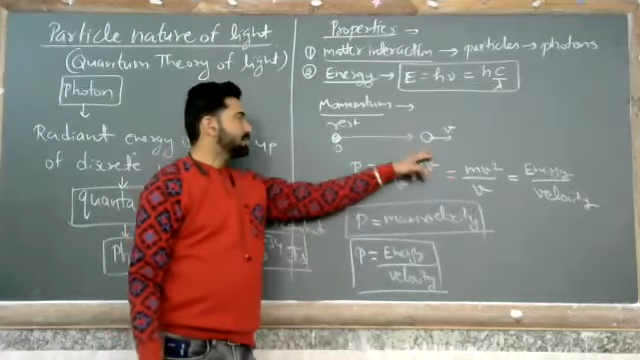 Particle nature of light
(Quantum Theory of light)
photon
Radiant energy
of discrete
quanta
Properties :-
① matter interaction → particles → photons
② Energy → E = hν = hc/λ
Momentum →
rest
v
= mv²/v = Energy/velocity
P = mass × velocity
P = Energy/velocity